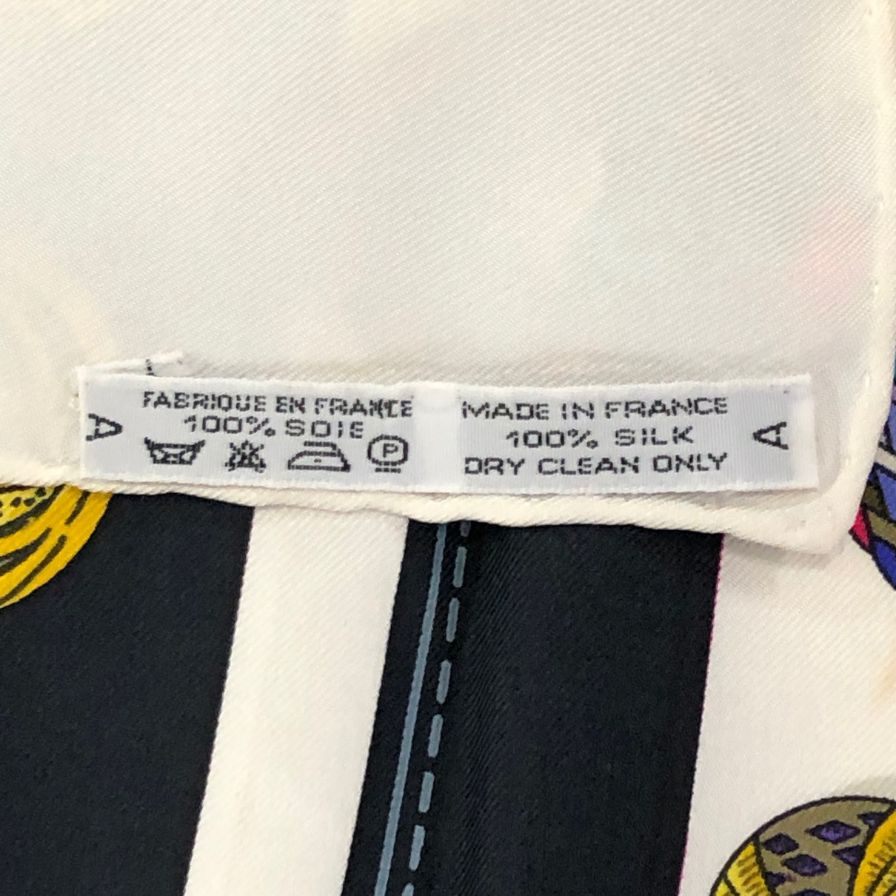 A
FABRIQUE EN FRANCE
100% SOIE
P
MADE IN FRANCE
100% SILK
DRY CLEAN ONLY
A